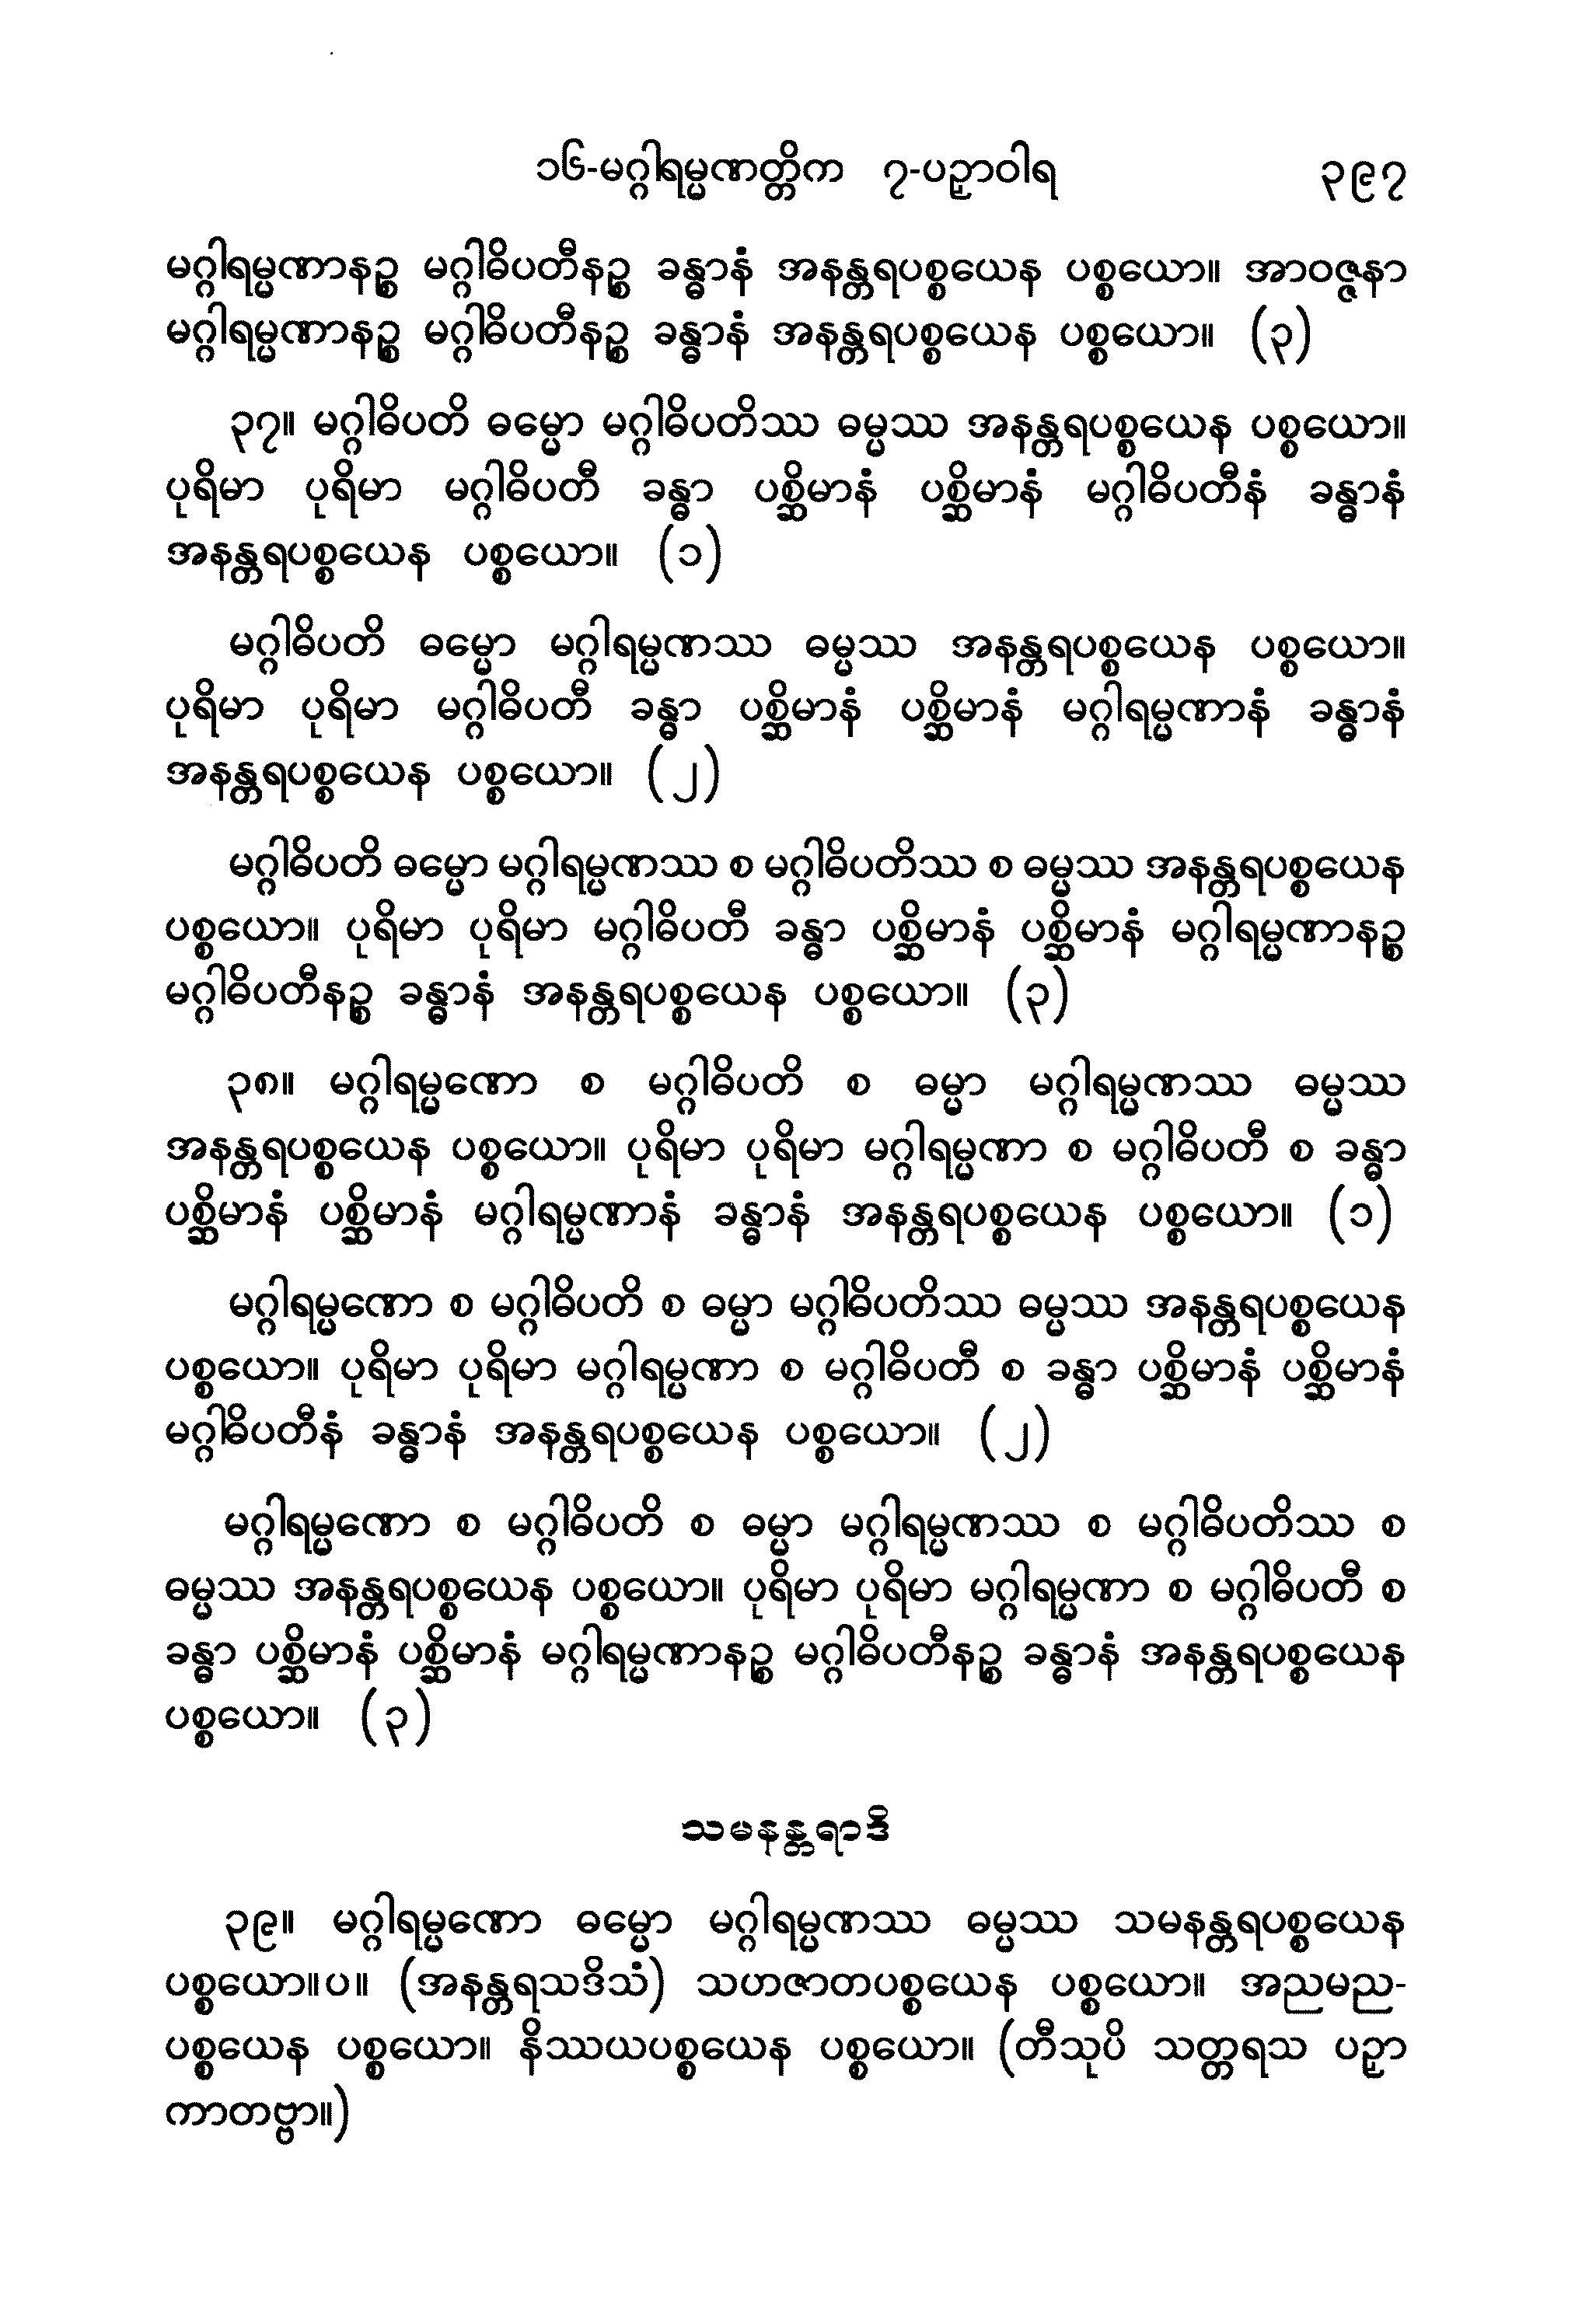 ၁၆-မဂ္ဂါရမ္မဏတ္တိက ၇-ပဉှာဝါရ ၃၉၇
မဂ္ဂါရမ္မဏာနဉ္စ မဂ္ဂါဓိပတီနဉ္စ ခန္ဓာနံ အနန္တရပစ္စယေန ပစ္စယော။ အာဝဇ္ဇနာ
မဂ္ဂါရမ္မဏာနဉ္စ မဂ္ဂါဓိပတီနဉ္စ ခန္ဓာနံ အနန္တရပစ္စယေန ပစ္စယော။ (၃)
၃၇။ မဂ္ဂါဓိပတိ ဓမ္မော မဂ္ဂါဓိပတိဿ ဓမ္မဿ အနန္တရပစ္စယေန ပစ္စယော။
ပုရိမာ ပုရိမာ မဂ္ဂါဓိပတီ ခန္ဓာ ပစ္ဆိမာနံ ပစ္ဆိမာနံ မဂ္ဂါဓိပတီနံ ခန္ဓာနံ
အနန္တရပစ္စယေန ပစ္စယော။ (၁)
မဂ္ဂါဓိပတိ ဓမ္မော မဂ္ဂါရမ္မဏဿ ဓမ္မဿ အနန္တရပစ္စယေန ပစ္စယော။
ပုရိမာ ပုရိမာ မဂ္ဂါဓိပတီ ခန္ဓာ ပစ္ဆိမာနံ ပစ္ဆိမာနံ မဂ္ဂါရမ္မဏာနံ ခန္ဓာနံ
အနန္တရပစ္စယေန ပစ္စယော။ (၂)
မဂ္ဂါဓိပတိ ဓမ္မော မဂ္ဂါရမ္မဏဿ စ မဂ္ဂါဓိပတိဿ စ ဓမ္မဿ အနန္တရပစ္စယေန
ပစ္စယော။ ပုရိမာ ပုရိမာ မဂ္ဂါဓိပတီ ခန္ဓာ ပစ္ဆိမာနံ ပစ္ဆိမာနံ မဂ္ဂါရမ္မဏာနဉ္စ
မဂ္ဂါဓိပတီနဉ္စ ခန္ဓာနံ အနန္တရပစ္စယေန ပစ္စယော။ (၃)
၃၈။ မဂ္ဂါရမ္မဏော စ မဂ္ဂါဓိပတိ စ ဓမ္မာ မဂ္ဂါရမ္မဏဿ ဓမ္မဿ
အနန္တရပစ္စယေန ပစ္စယော။ ပုရိမာ ပုရိမာ မဂ္ဂါရမ္မဏာ စ မဂ္ဂါဓိပတီ စ ခန္ဓာ
ပစ္ဆိမာနံ ပစ္ဆိမာနံ မဂ္ဂါရမ္မဏာနံ ခန္ဓာနံ အနန္တရပစ္စယေန ပစ္စယော။ (၁)
မဂ္ဂါရမ္မဏော စ မဂ္ဂါဓိပတိ စ ဓမ္မာ မဂ္ဂါဓိပတိဿ ဓမ္မဿ အနန္တရပစ္စယေန
ပစ္စယော။ ပုရိမာ ပုရိမာ မဂ္ဂါရမ္မဏာ စ မဂ္ဂါဓိပတီ စ ခန္ဓာ ပစ္ဆိမာနံ ပစ္ဆိမာနံ
မဂ္ဂါဓိပတီနံ ခန္ဓာနံ အနန္တရပစ္စယေန ပစ္စယော။ (၂)
မဂ္ဂါရမ္မဏော စ မဂ္ဂါဓိပတိ စ ဓမ္မာ မဂ္ဂါရမ္မဏဿ စ မဂ္ဂါဓိပတိဿ စ
ဓမ္မဿ အနန္တရပစ္စယေန ပစ္စယော။ ပုရိမာ ပုရိမာ မဂ္ဂါရမ္မဏာ စ မဂ္ဂါဓိပတီ စ
ခန္ဓာ ပစ္ဆိမာနံ ပစ္ဆိမာနံ မဂ္ဂါရမ္မဏာနဉ္စ မဂ္ဂါဓိပတီနဉ္စ ခန္ဓာနံ အနန္တရပစ္စယေန
ပစ္စယော။ (၃)
သမနန္တရာဒိ
၃၉။ မဂ္ဂါရမ္မဏော ဓမ္မော မဂ္ဂါရမ္မဏဿ ဓမ္မဿ သမနန္တရပစ္စယေန
ပစ္စယော။ပ။ (အနန္တရသဒိသံ) သဟဇာတပစ္စယေန ပစ္စယော။ အညမည-
ပစ္စယေန ပစ္စယော။ နိဿယပစ္စယေန ပစ္စယော။ (တီသုပိ သတ္တရသ ပဉှာ
ကာတဗ္ဗာ။)